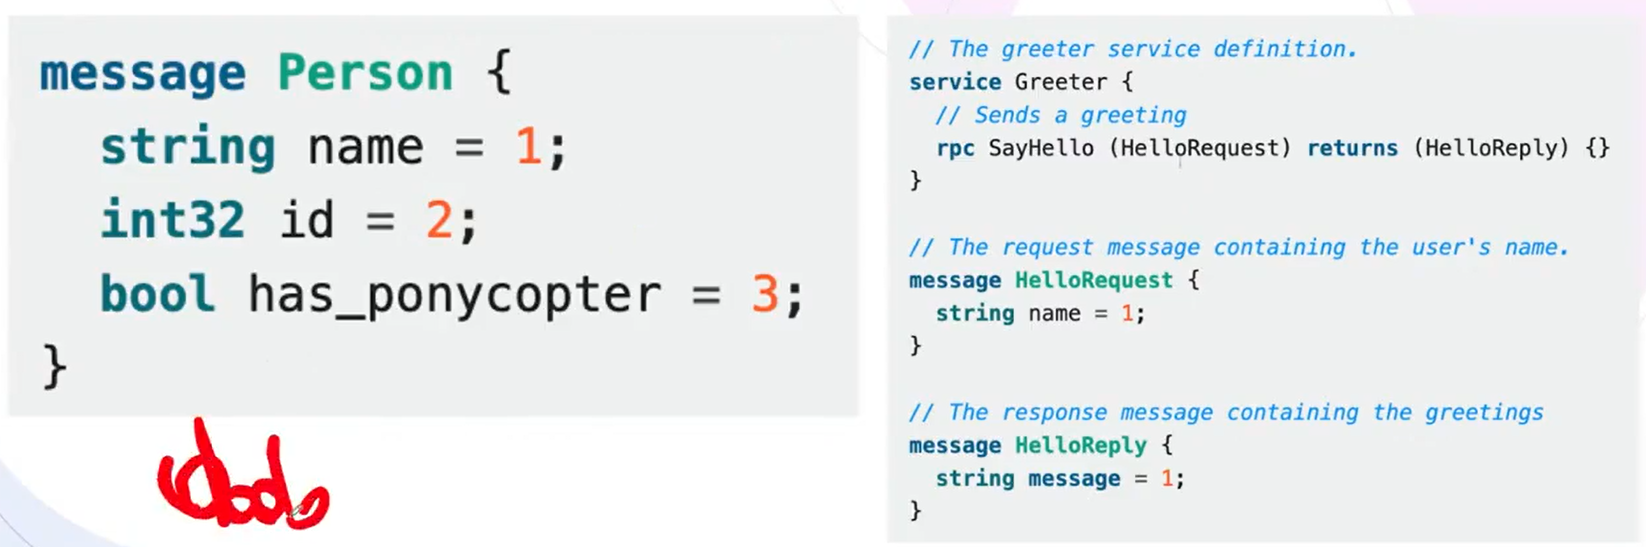 message Person {
  string name = 1;
  int32 id = 2;
  bool has_ponycopter = 3;
}
// The greeter service definition.
service Greeter {
  // Sends a greeting
  rpc SayHello (HelloRequest) returns (HelloReply) {}
}
// The request message containing the user's name.
message HelloRequest {
  string name = 1;
}
// The response message containing the greetings
message HelloReply {
  string message = 1;
}